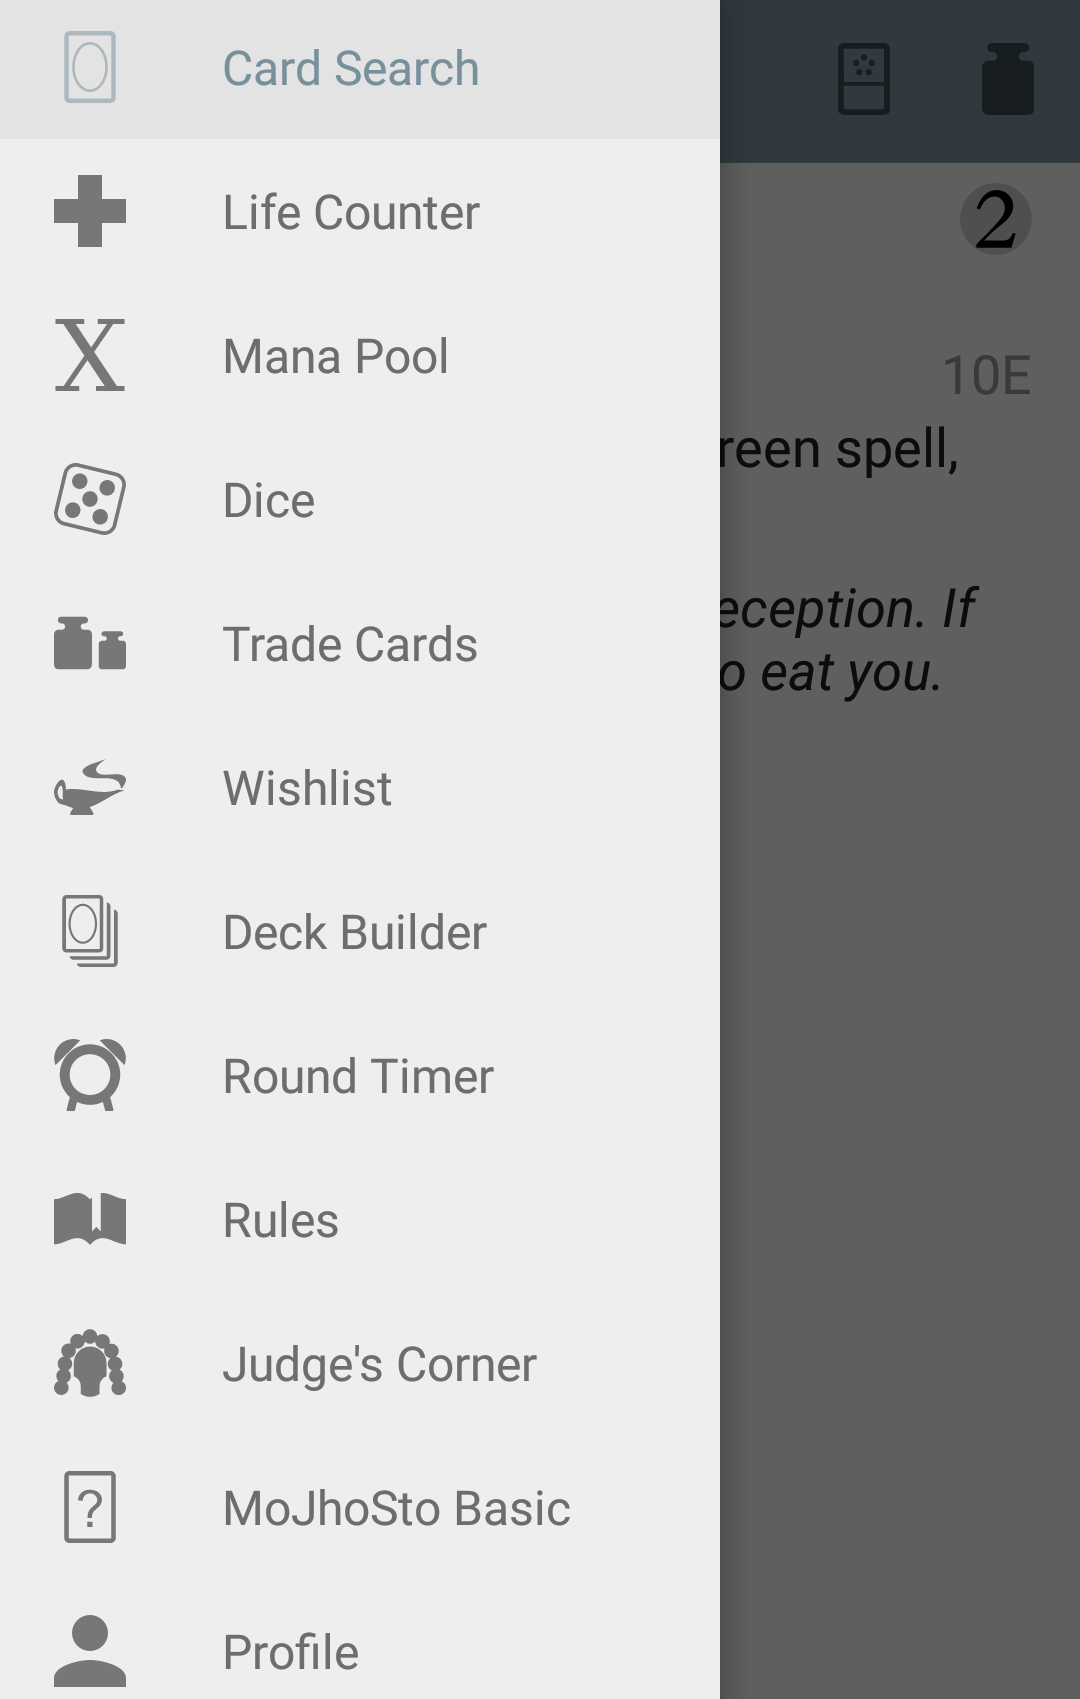 Card Search
Life Counter
X
Mana Pool
Dice
Trade Cards
Wishlist
Deck Builder
Round Timer
Rules
Judge's Corner
?
MoJhoSto Basic
Profile
2
10E
reen spell,
eception. If
o eat you.